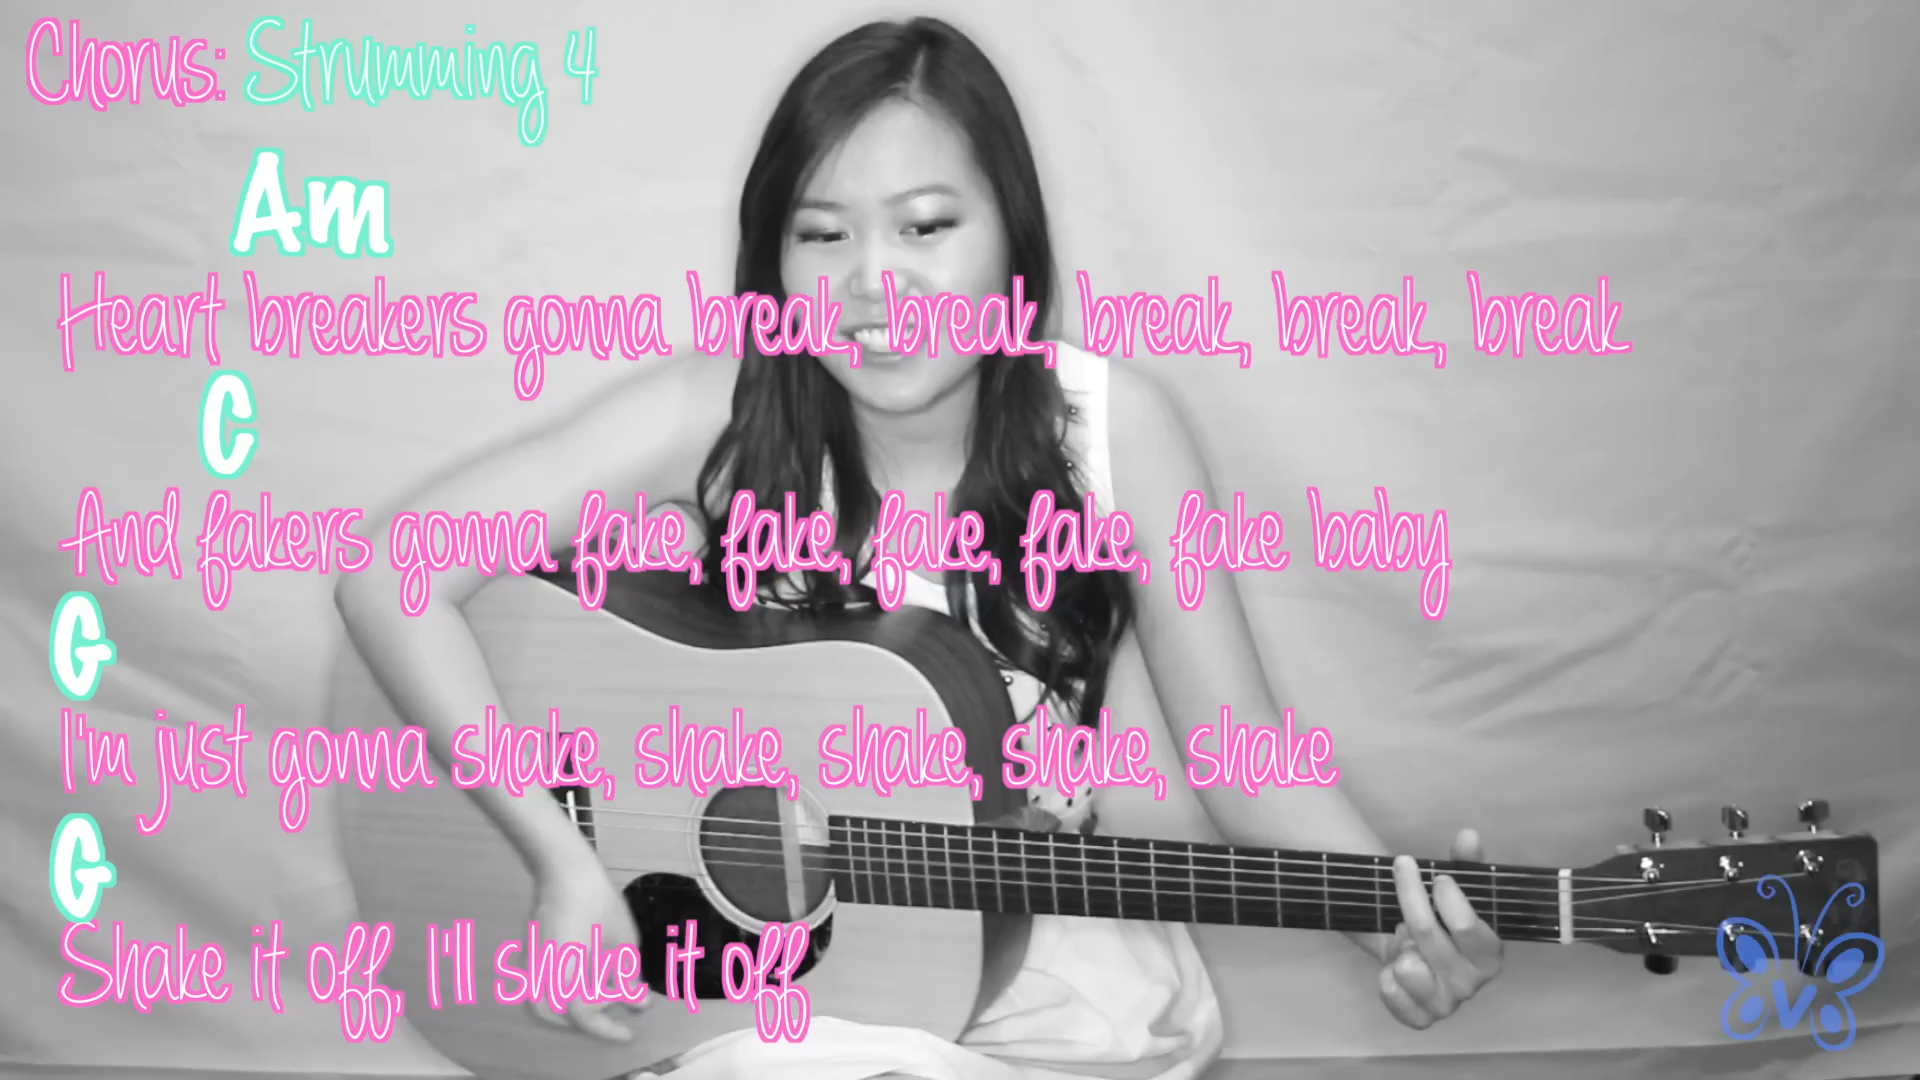 Chorus: Strumming 4
Am
Heart breakers gonna break, break, break, break, break
C
And fakers gonna fake, fake, fake, fake, fake baby
G
I'm just gonna shake, shake, shake, shake, shake
G
Shake it off, I'll shake it off
V